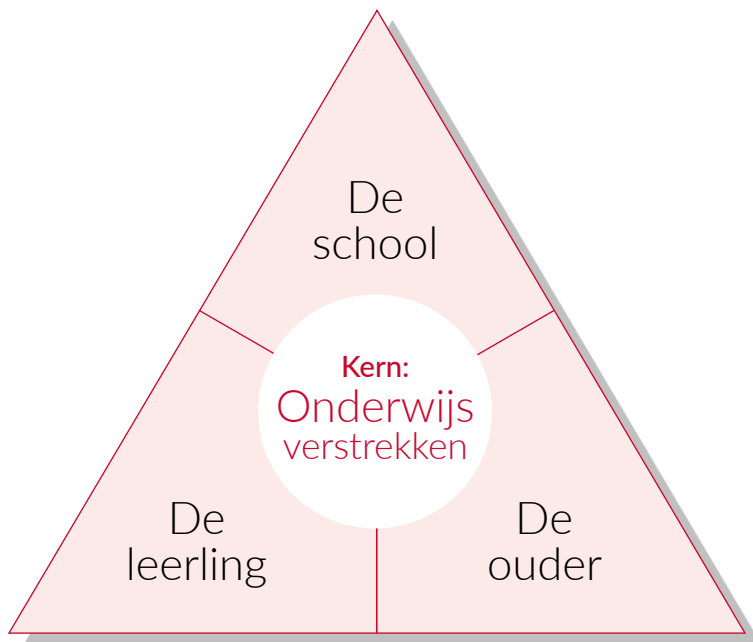 De
school
Kern:
Onderwijs
verstrekken
De
leerling
De
ouder